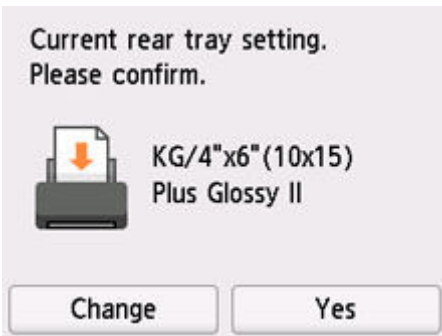 Current rear tray setting.
Please confirm.
KG/4"x6"(10x15)
Plus Glossy II
Change
Yes